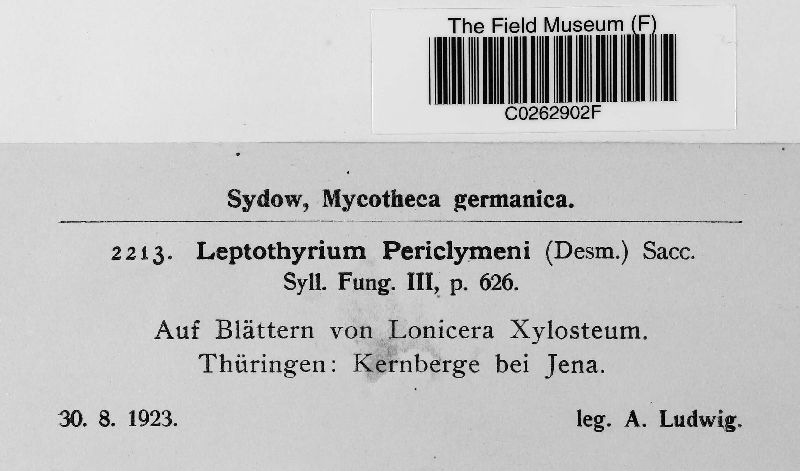 The Field Museum (F)
C0262902F
Sydow, Mycotheca germanica.
2213. Leptothyrium Periclymeni (Desm.) Sacc.
Syll. Fung. III, p. 626.
Auf Blättern von Lonicera Xylosteum.
Thüringen: Kernberge bei Jena.
30. 8. 1923. leg. A. Ludwig.